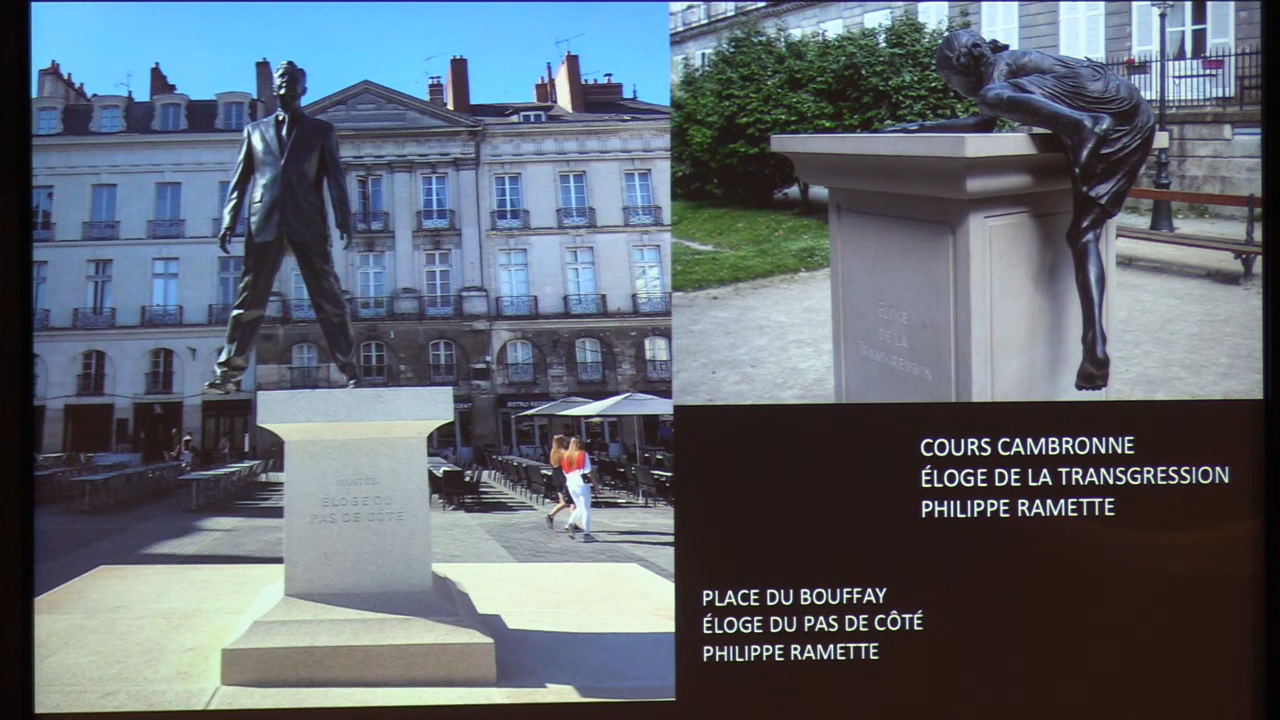 NANTES
ÉLOGE DU
PAS DE CÔTÉ
ÉLOGE
DE LA
TRANSGRESSION
COURS CAMBRONNE
ÉLOGE DE LA TRANSGRESSION
PHILIPPE RAMETTE
PLACE DU BOUFFAY
ÉLOGE DU PAS DE CÔTÉ
PHILIPPE RAMETTE